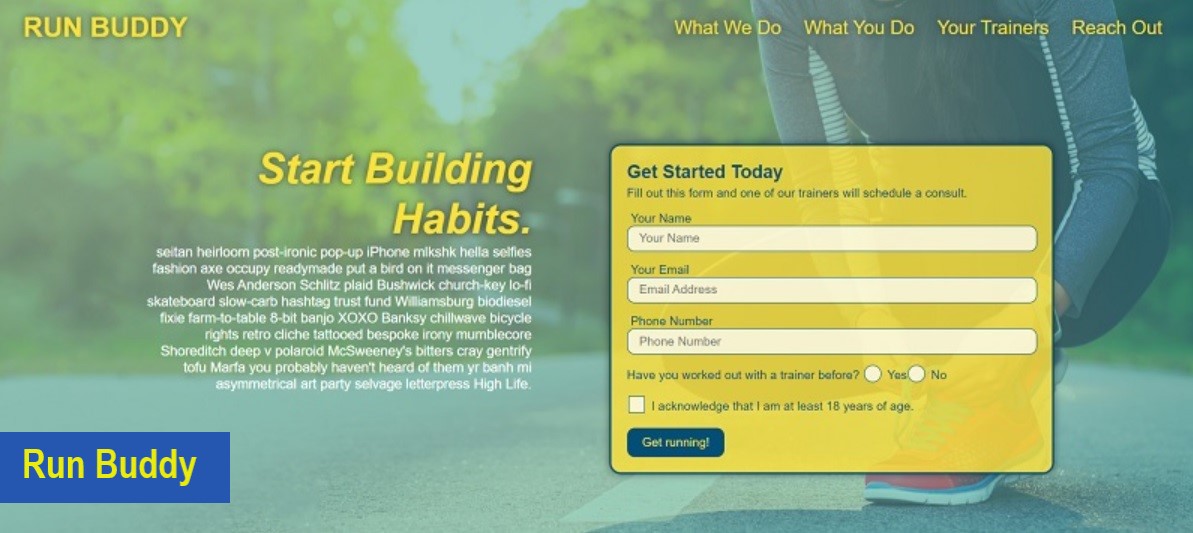 RUN BUDDY
What We Do
What You Do
Your Trainers
Reach Out
Start Building
Habits.
seitan heirloom post-ironic pop-up iPhone mlkshk hella selfies
fashion axe occupy readymade put a bird on it messenger bag
Wes Anderson Schlitz plaid Bushwick church-key lo-fi
skateboard slow-carb hashtag trust fund Williamsburg biodiesel
fixie farm-to-table 8-bit banjo XOXO Banksy chillwave bicycle
rights retro cliche tattooed bespoke irony mumblecore
Shoreditch deep v polaroid McSweeney's bitters cray gentrify
tofu Marfa you probably haven't heard of them yr banh mi
asymmetrical art party selvage letterpress High Life.
Get Started Today
Fill out this form and one of our trainers will schedule a consult.
Your Name
Your Name
Your Email
Email Address
Phone Number
Phone Number
Have you worked out with a trainer before? Yes No
I acknowledge that I am at least 18 years of age.
Get running!
Run Buddy